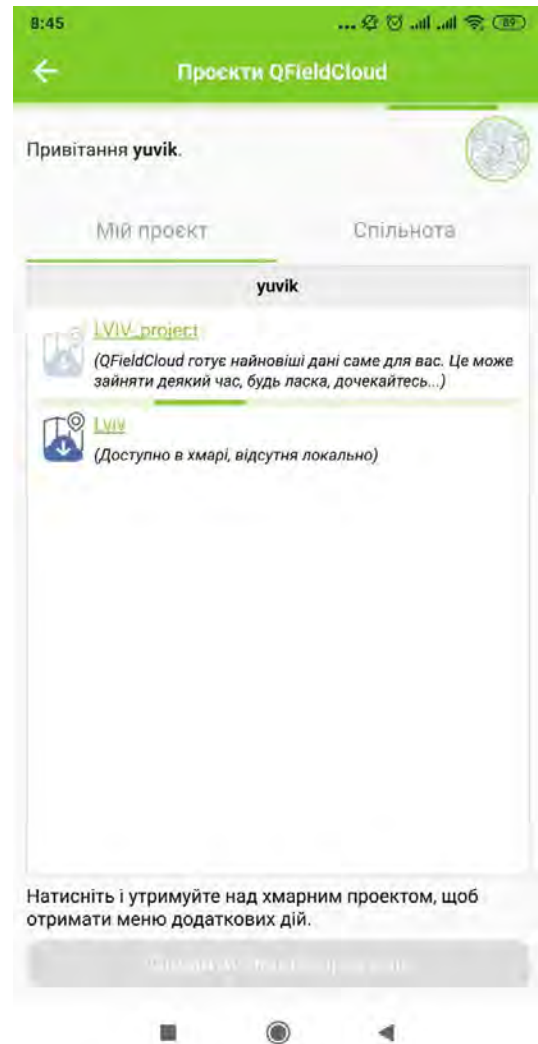 8:45
89
Проєкти QFieldCloud
Привітання yuvik.
Мій проєкт
Спільнота
yuvik
LVIV_project
(QFieldCloud готує найновіші дані саме для вас. Це може
зайняти деякий час, будь ласка, дочекайтесь...)
Lviv
(Доступно в хмарі, відсутня локально)
Натисніть і утримуйте над хмарним проектом, щоб
отримати меню додаткових дій.